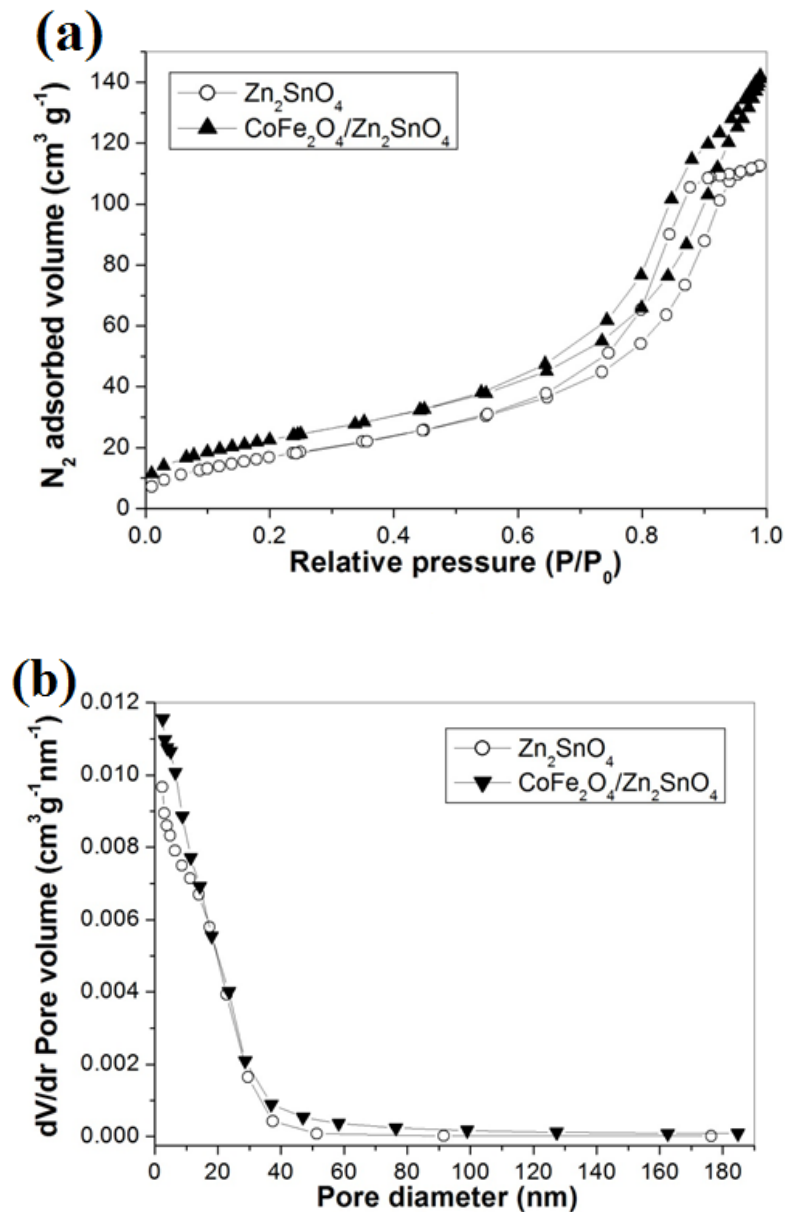 (a)
140
120
100
80
60
40
20
0
N₂ adsorbed volume (cm³ g⁻¹)
Zn₂SnO₄
CoFe₂O₄/Zn₂SnO₄
0.0 0.2 0.4 0.6 0.8 1.0
Relative pressure (P/P₀)
(b)
0.012
0.010
0.008
0.006
0.004
0.002
0.000
dV/dr Pore volume (cm³g⁻¹nm⁻¹)
Zn₂SnO₄
CoFe₂O₄/Zn₂SnO₄
0 20 40 60 80 100 120 140 160 180
Pore diameter (nm)